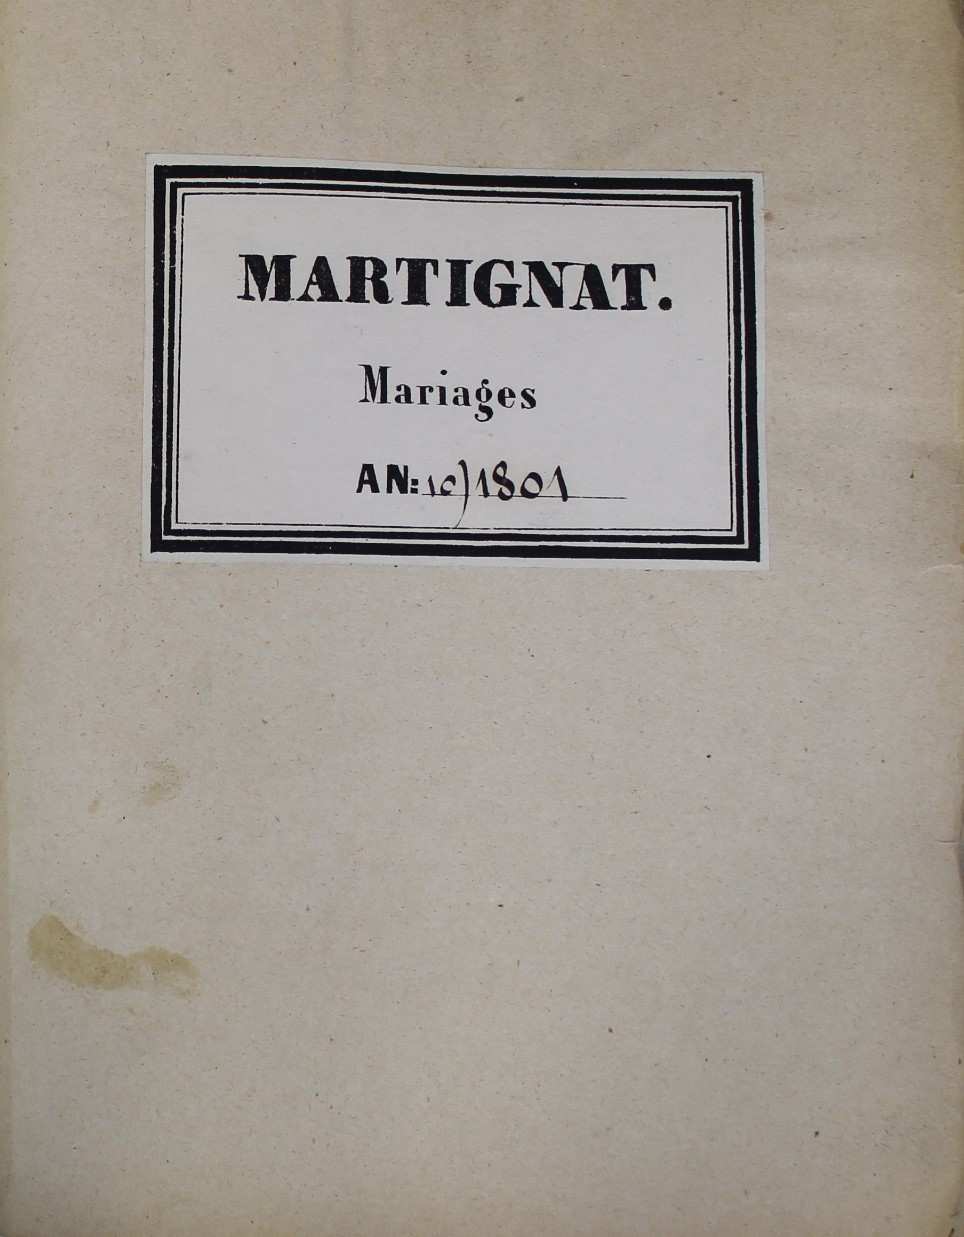 MARTIGNAT.
Mariages
AN: 10) 1801